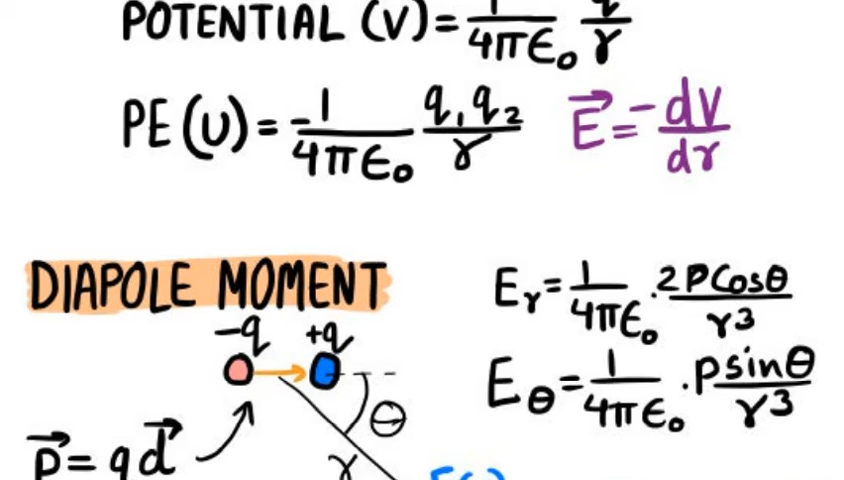 POTENTIAL (V) = 1/4πε₀ q/r
PE (U) = -1/4πε₀ q₁q₂/r
E⃗ = -dV/dr
DIAPOLE MOMENT
Eᵣ = 1/4πε₀ · 2PCosθ/r³
-q +q
E_θ = 1/4πε₀ · Psinθ/r³
θ
p⃗ = qd⃗
r